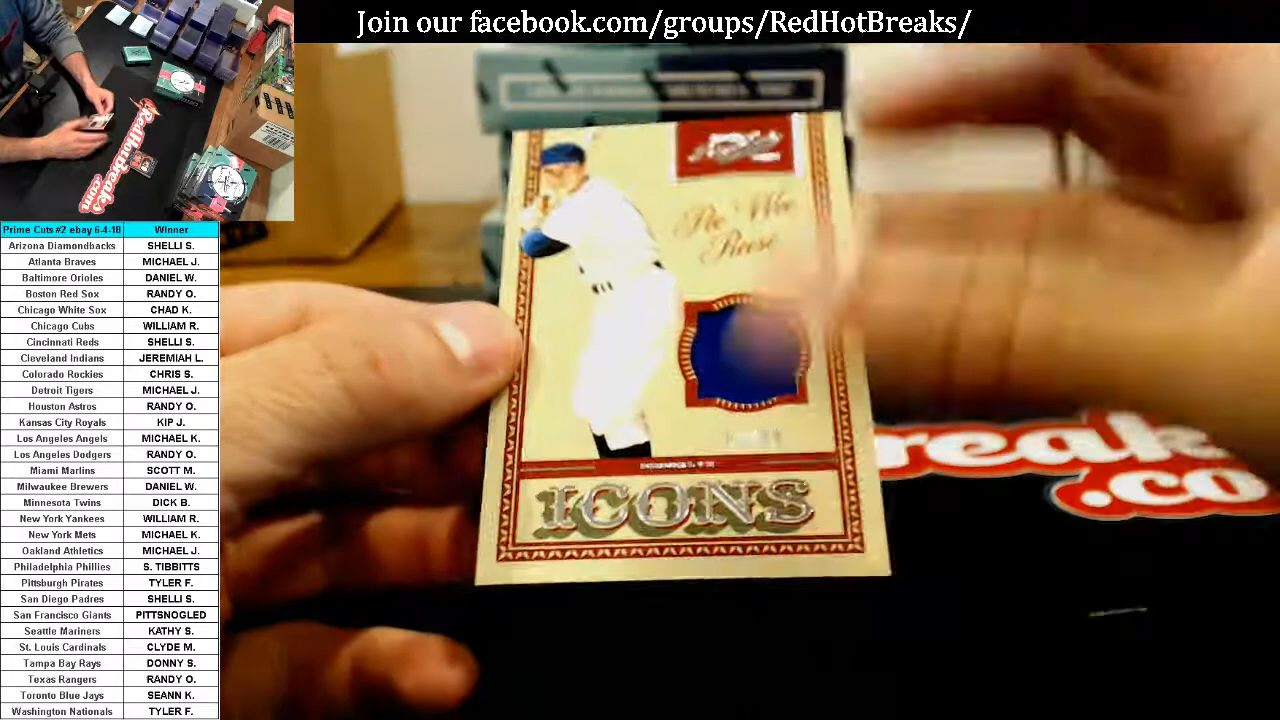 Join our facebook.com/groups/RedHotBreaks/
RedHotBreaks
.com
Prime Cuts #2 ebay 6-4-18 Winner
Arizona Diamondbacks SHELLI S.
Atlanta Braves MICHAEL J.
Baltimore Orioles DANIEL W.
Boston Red Sox RANDY O.
Chicago White Sox CHAD K.
Chicago Cubs WILLIAM R.
Cincinnati Reds SHELLI S.
Cleveland Indians JEREMIAH L.
Colorado Rockies CHRIS S.
Detroit Tigers MICHAEL J.
Houston Astros RANDY O.
Kansas City Royals KIP J.
Los Angeles Angels MICHAEL K.
Los Angeles Dodgers RANDY O.
Miami Marlins SCOTT M.
Milwaukee Brewers DANIEL W.
Minnesota Twins DICK B.
New York Yankees WILLIAM R.
New York Mets MICHAEL K.
Oakland Athletics MICHAEL J.
Philadelphia Phillies S. TIBBITTS
Pittsburgh Pirates TYLER F.
San Diego Padres SHELLI S.
San Francisco Giants PITTSNOGLED
Seattle Mariners KATHY S.
St. Louis Cardinals CLYDE M.
Tampa Bay Rays DONNY S.
Texas Rangers RANDY O.
Toronto Blue Jays SEANN K.
Washington Nationals TYLER F.
Pee Wee
Reese
ICONS
reak
.co